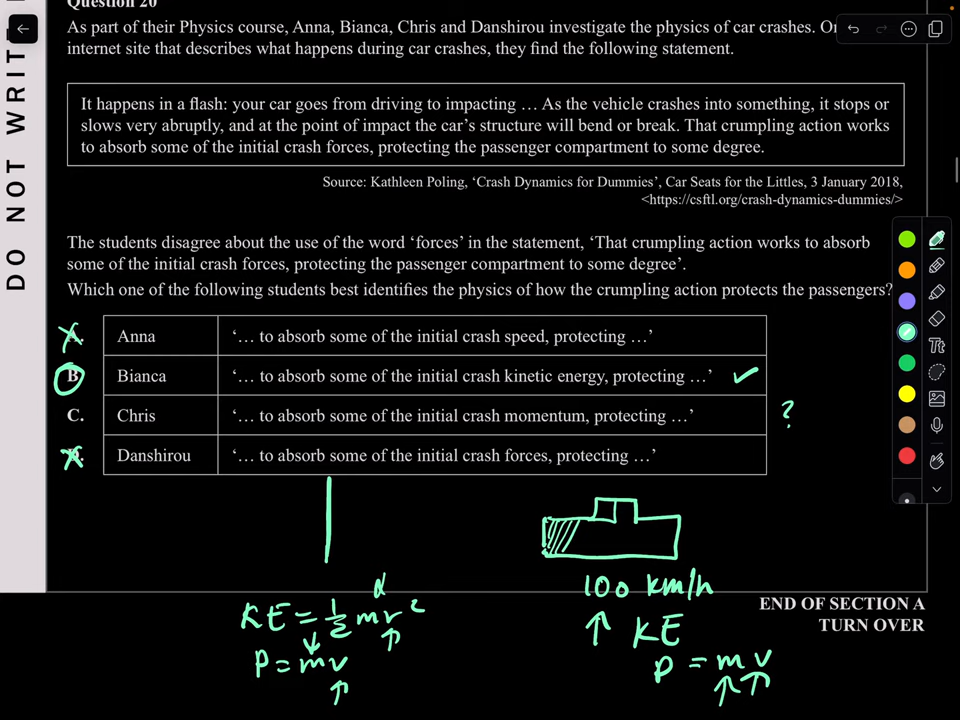 Question 20
As part of their Physics course, Anna, Bianca, Chris and Danshirou investigate the physics of car crashes. On
internet site that describes what happens during car crashes, they find the following statement.
It happens in a flash: your car goes from driving to impacting … As the vehicle crashes into something, it stops or
slows very abruptly, and at the point of impact the car’s structure will bend or break. That crumpling action works
to absorb some of the initial crash forces, protecting the passenger compartment to some degree.
Source: Kathleen Poling, ‘Crash Dynamics for Dummies’, Car Seats for the Littles, 3 January 2018,
<https://csftl.org/crash-dynamics-dummies/>
The students disagree about the use of the word ‘forces’ in the statement, ‘That crumpling action works to absorb
some of the initial crash forces, protecting the passenger compartment to some degree’.
Which one of the following students best identifies the physics of how the crumpling action protects the passengers?
A. Anna ‘… to absorb some of the initial crash speed, protecting …’
B. Bianca ‘… to absorb some of the initial crash kinetic energy, protecting …’ ✓
C. Chris ‘… to absorb some of the initial crash momentum, protecting …’ ?
Danshirou ‘… to absorb some of the initial crash forces, protecting …’
100 km/h
KE = 1/2 m v²
↑ KE
P = m v
P = m v
END OF SECTION A
TURN OVER
DO NOT WRITE
Tt